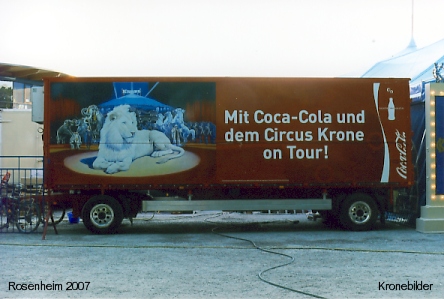 Mit Coca-Cola und
dem Circus Krone
on Tour!
Coca-Cola
Rosenheim 2007
Kronebilder